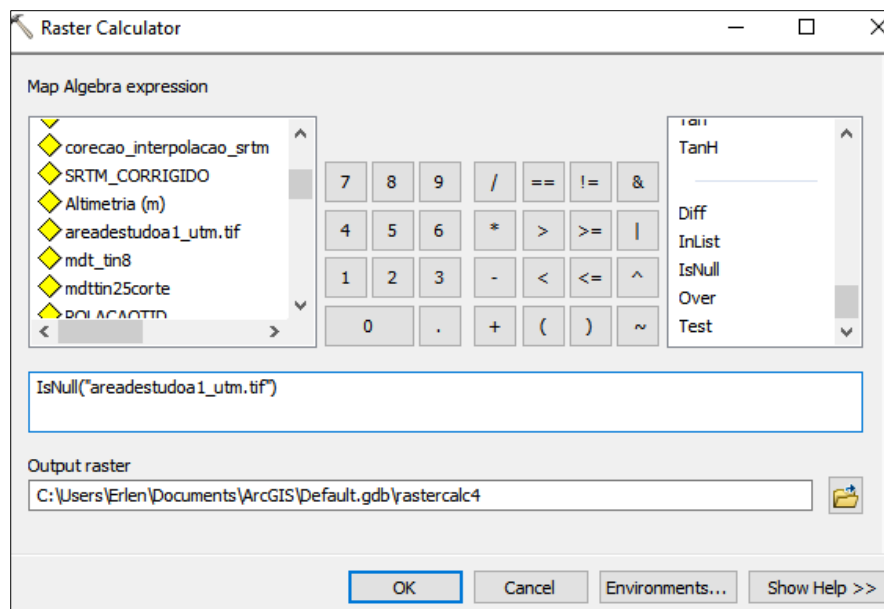 Raster Calculator
Map Algebra expression
corecao_interpolacao_srtm
SRTM_CORRIGIDO
Altimetria (m)
areadestudoa1_utm.tif
mdt_tin8
mdttin25corte
7 8 9 / == != &
4 5 6 * > >= |
1 2 3 - < <= ^
0 . + ( ) ~
TanH
Diff
InList
IsNull
Over
Test
IsNull("areadestudoa1_utm.tif")
Output raster
C:\Users\Erlen\Documents\ArcGIS\Default.gdb\rastercalc4
OK Cancel Environments... Show Help >>